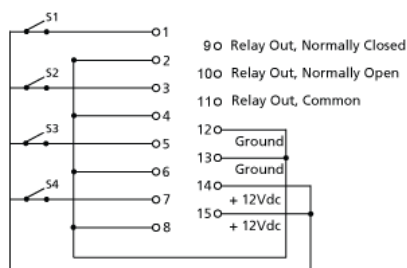 S1
1
2
S2
3
4
S3
5
6
S4
7
8
9 Relay Out, Normally Closed
10 Relay Out, Normally Open
11 Relay Out, Common
12
Ground
13
Ground
14
+ 12Vdc
15
+ 12Vdc